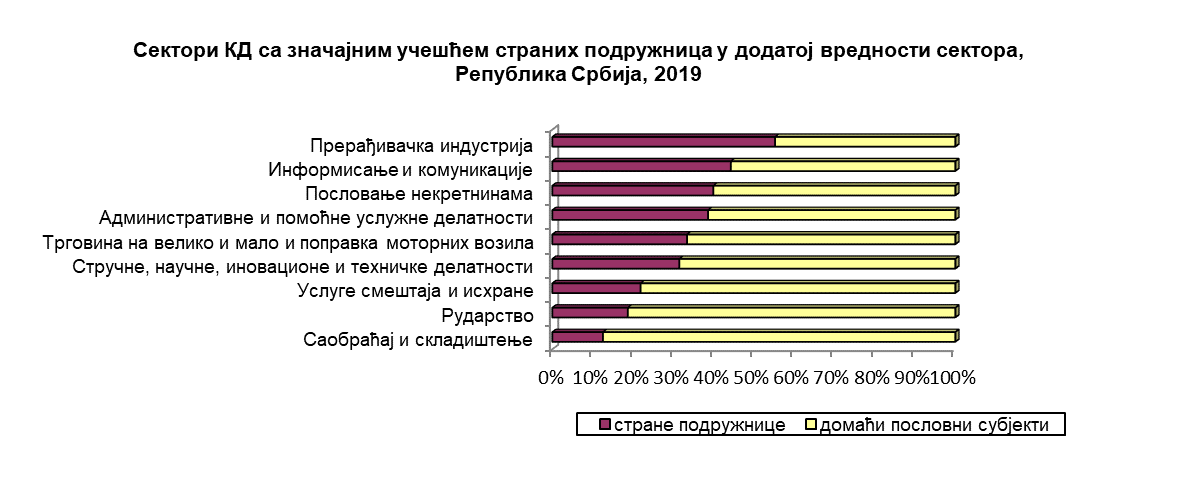 Сектори КД са значајним учешћем страних подружница у додатој вредности сектора,
Република Србија, 2019
Прерађивачка индустрија
Информисање и комуникације
Пословање некретнинама
Административне и помоћне услужне делатности
Трговина на велико и мало и поправка моторних возила
Стручне, научне, иновационе и техничке делатности
Услуге смештаја и исхране
Рударство
Саобраћај и складиштење
0% 10% 20% 30% 40% 50% 60% 70% 80% 90% 100%
стране подружнице домаћи пословни субјекти